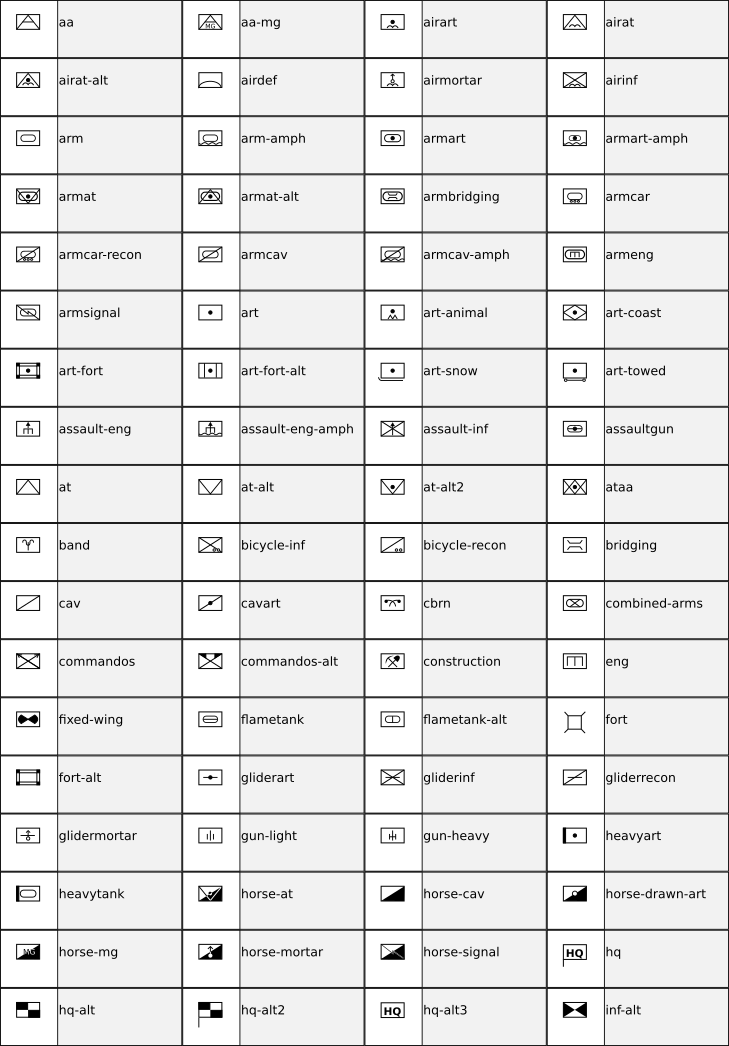 aa MG aa-mg airart airat
airat-alt airdef airmortar airinf
arm arm-amph armart armart-amph
armat armat-alt armbridging armcar
armcar-recon armcav armcav-amph armeng
armsignal art art-animal art-coast
art-fort art-fort-alt art-snow art-towed
assault-eng assault-eng-amph assault-inf assaultgun
at at-alt at-alt2 ataa
band bicycle-inf bicycle-recon bridging
cav cavart cbrn combined-arms
commandos commandos-alt construction eng
fixed-wing flametank flametank-alt fort
fort-alt gliderart gliderinf gliderrecon
glidermortar gun-light gun-heavy heavyart
heavytank horse-at horse-cav horse-drawn-art
MG horse-mg horse-mortar horse-signal HQ hq
hq-alt hq-alt2 HQ hq-alt3 inf-alt